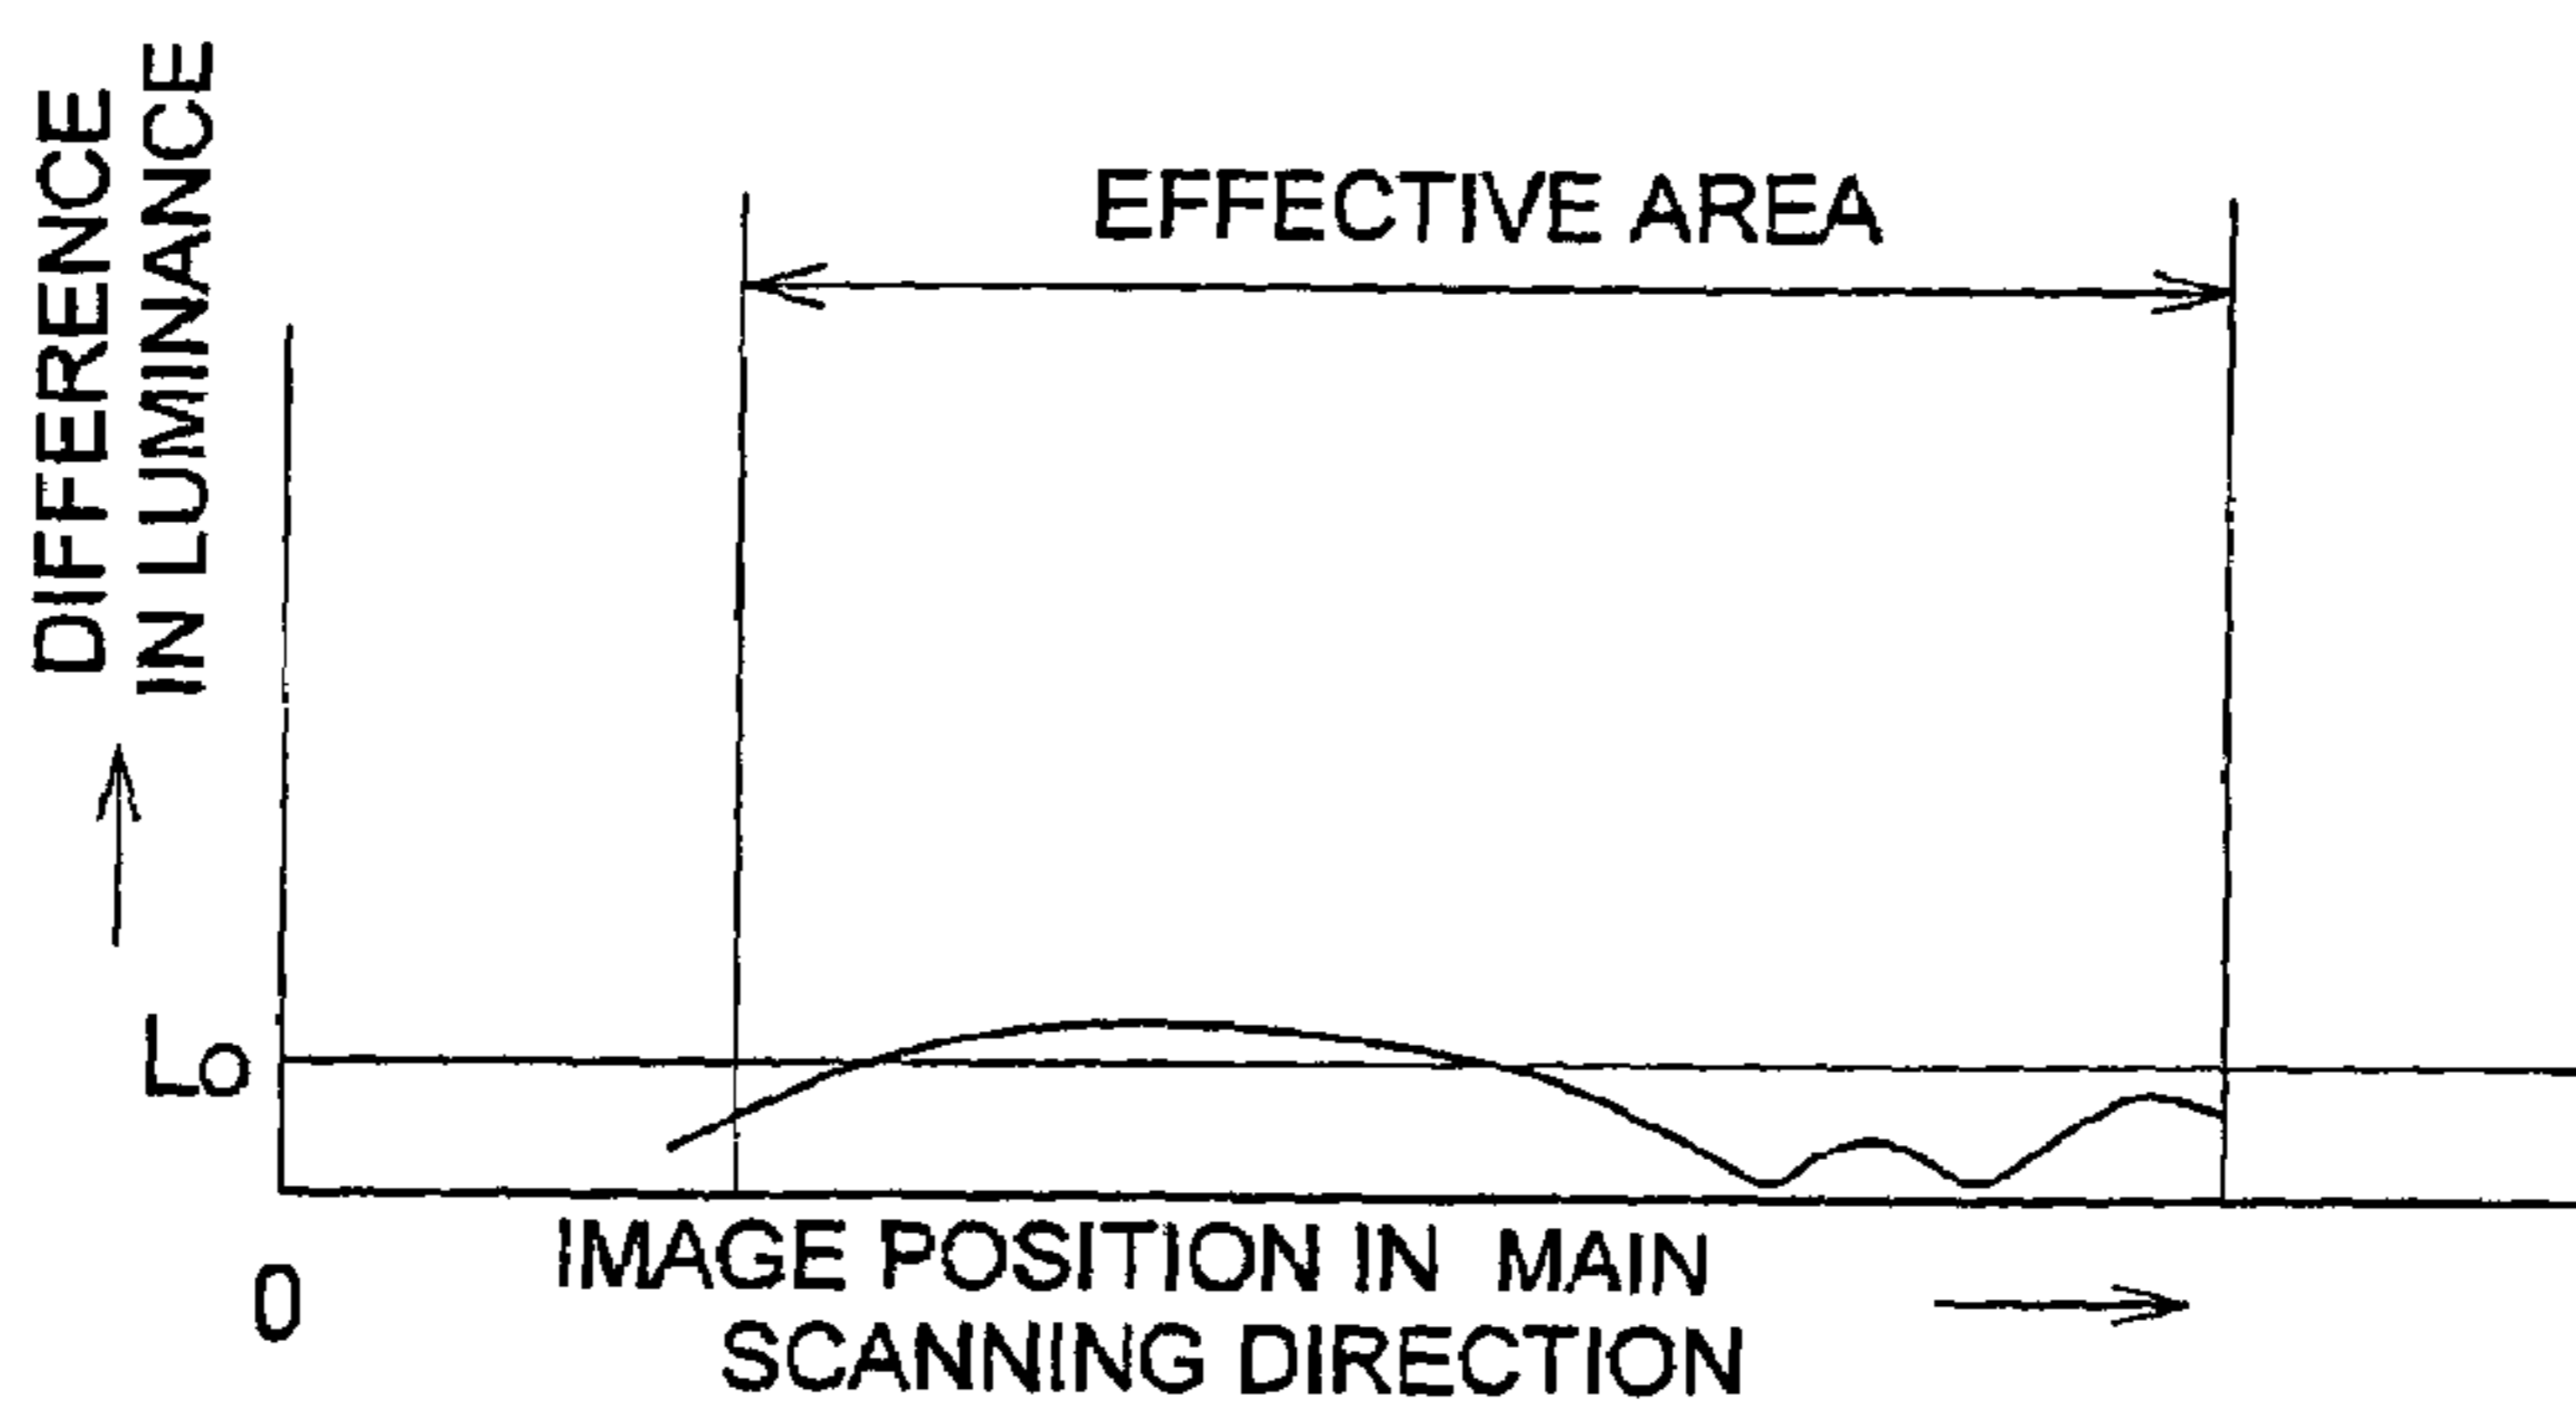 DIFFERENCE
IN LUMINANCE
EFFECTIVE AREA
Lo
0
IMAGE POSITION IN MAIN
SCANNING DIRECTION